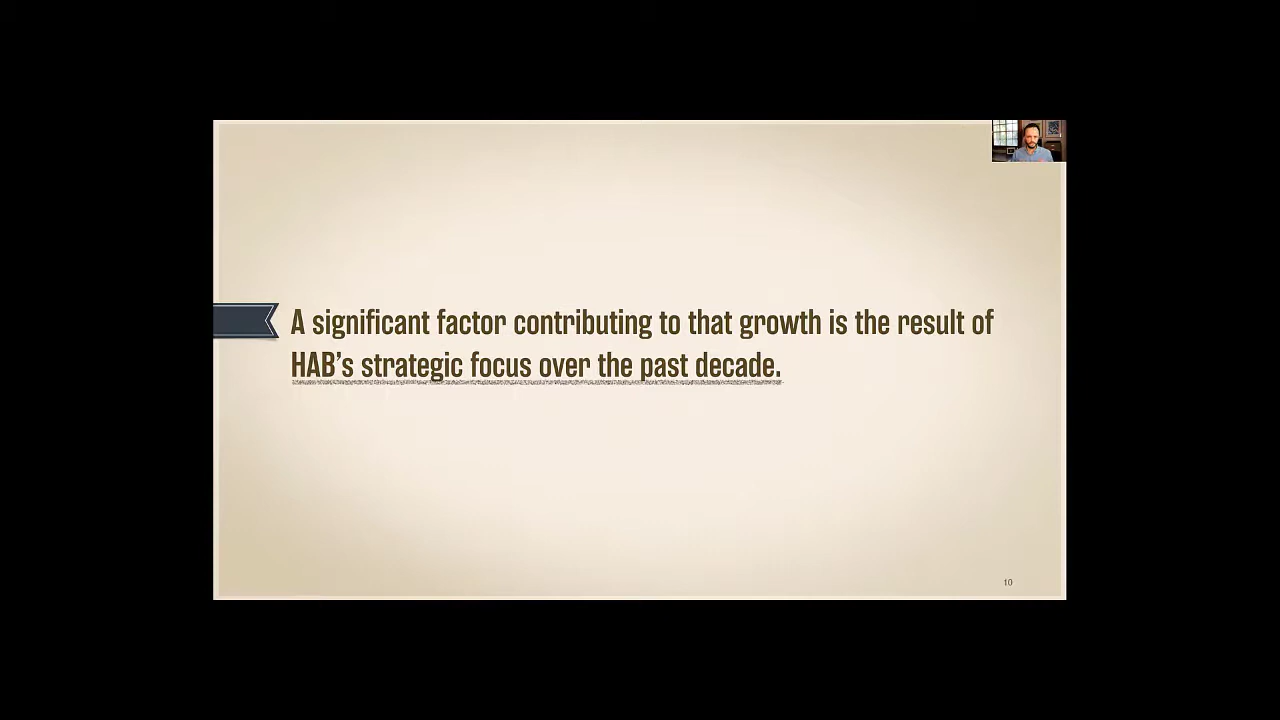 A significant factor contributing to that growth is the result of
HAB’s strategic focus over the past decade.
10